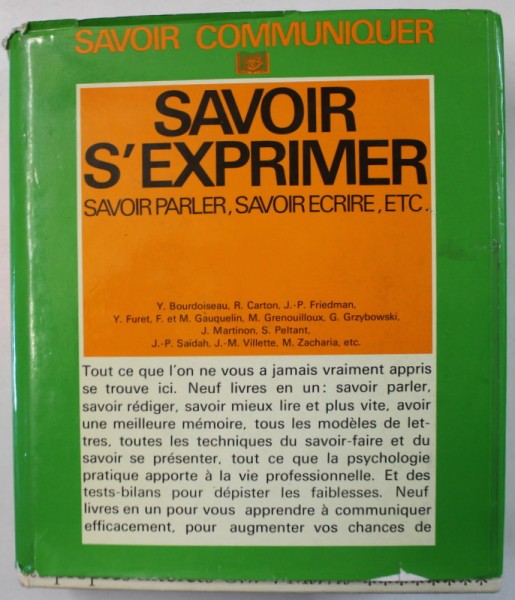 SAVOIR COMMUNIQUER
SAVOIR
S'EXPRIMER
SAVOIR PARLER, SAVOIR ECRIRE, ETC.
Y. Bourdoiseau, R. Carton, J.-P. Friedman,
Y. Furet, F. et M. Gauquelin, M. Grenouilloux, G. Grzybowski,
J. Martinon, S. Peltant,
J.-P. Saïdah, J.-M. Villette, M. Zacharia, etc.
Tout ce que l'on ne vous a jamais vraiment appris
se trouve ici. Neuf livres en un : savoir parler,
savoir rédiger, savoir mieux lire et plus vite, avoir
une meilleure mémoire, tous les modèles de let-
tres, toutes les techniques du savoir-faire et du
savoir se présenter, tout ce que la psychologie
pratique apporte à la vie professionnelle. Et des
tests-bilans pour dépister les faiblesses. Neuf
livres en un pour vous apprendre à communiquer
efficacement, pour augmenter vos chances de